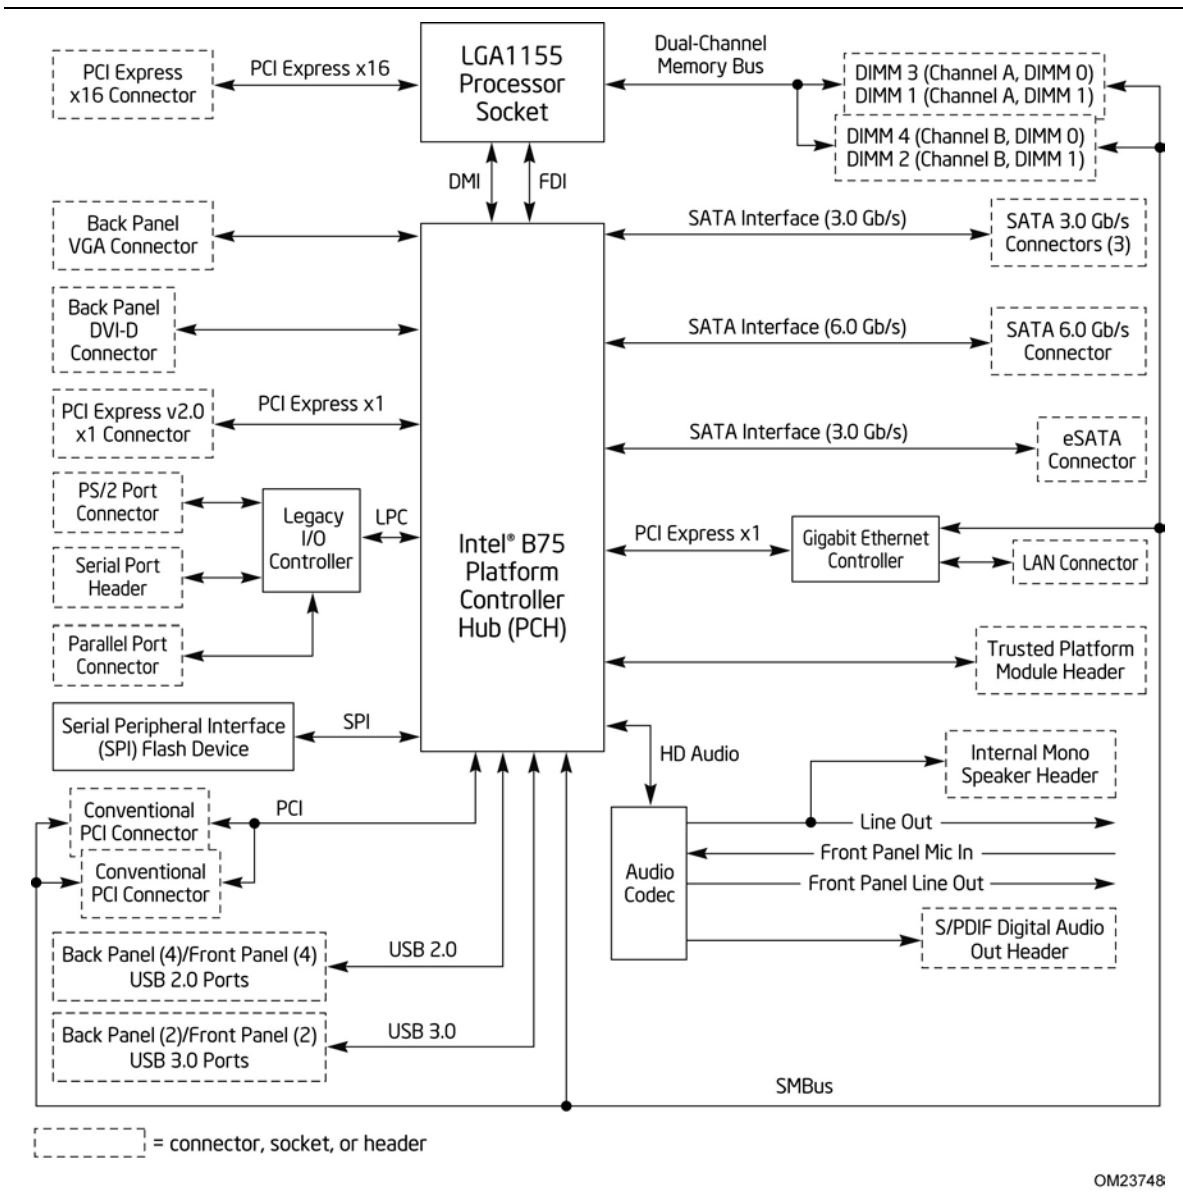 PCI Express
x16 Connector
PCI Express x16
LGA1155
Processor
Socket
Dual-Channel
Memory Bus
DIMM 3 (Channel A, DIMM 0)
DIMM 1 (Channel A, DIMM 1)
DIMM 4 (Channel B, DIMM 0)
DIMM 2 (Channel B, DIMM 1)
DMI
FDI
Back Panel
VGA Connector
SATA Interface (3.0 Gb/s)
SATA 3.0 Gb/s
Connectors (3)
Back Panel
DVI-D
Connector
SATA Interface (6.0 Gb/s)
SATA 6.0 Gb/s
Connector
PCI Express v2.0
x1 Connector
PCI Express x1
SATA Interface (3.0 Gb/s)
eSATA
Connector
PS/2 Port
Connector
Legacy
I/O
Controller
LPC
Serial Port
Header
Parallel Port
Connector
Intel® B75
Platform
Controller
Hub (PCH)
PCI Express x1
Gigabit Ethernet
Controller
LAN Connector
Trusted Platform
Module Header
Serial Peripheral Interface
(SPI) Flash Device
SPI
HD Audio
Internal Mono
Speaker Header
Conventional
PCI Connector
PCI
Conventional
PCI Connector
Audio
Codec
Line Out
Front Panel Mic In
Front Panel Line Out
S/PDIF Digital Audio
Out Header
Back Panel (4)/Front Panel (4)
USB 2.0 Ports
USB 2.0
Back Panel (2)/Front Panel (2)
USB 3.0 Ports
USB 3.0
SMBus
= connector, socket, or header
OM23748